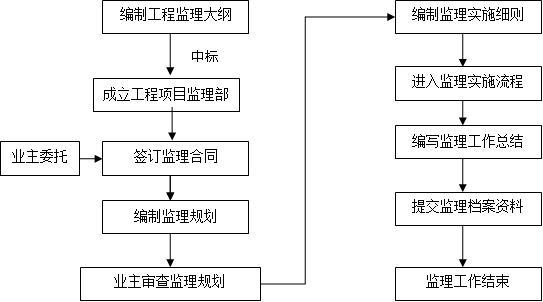 编制工程监理大纲
中标
成立工程项目监理部
业主委托
签订监理合同
编制监理规划
业主审查监理规划
编制监理实施细则
进入监理实施流程
编写监理工作总结
提交监理档案资料
监理工作结束